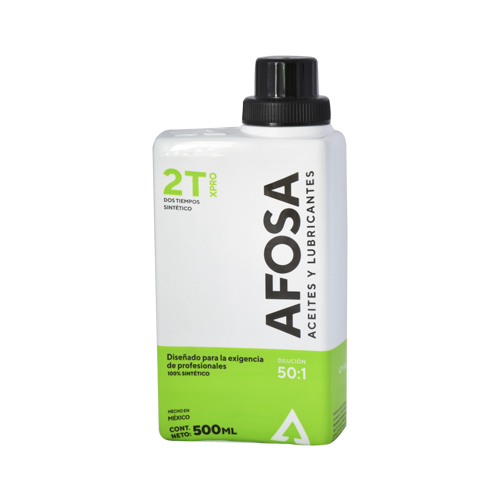 2T
XPRO
DOS TIEMPOS
SINTÉTICO
AFOSA
ACEITES Y LUBRICANTES
Diseñado para la exigencia
de profesionales
100% SINTÉTICO
DILUCIÓN
50:1
HECHO EN
MÉXICO
CONT.
NETO: 500ML